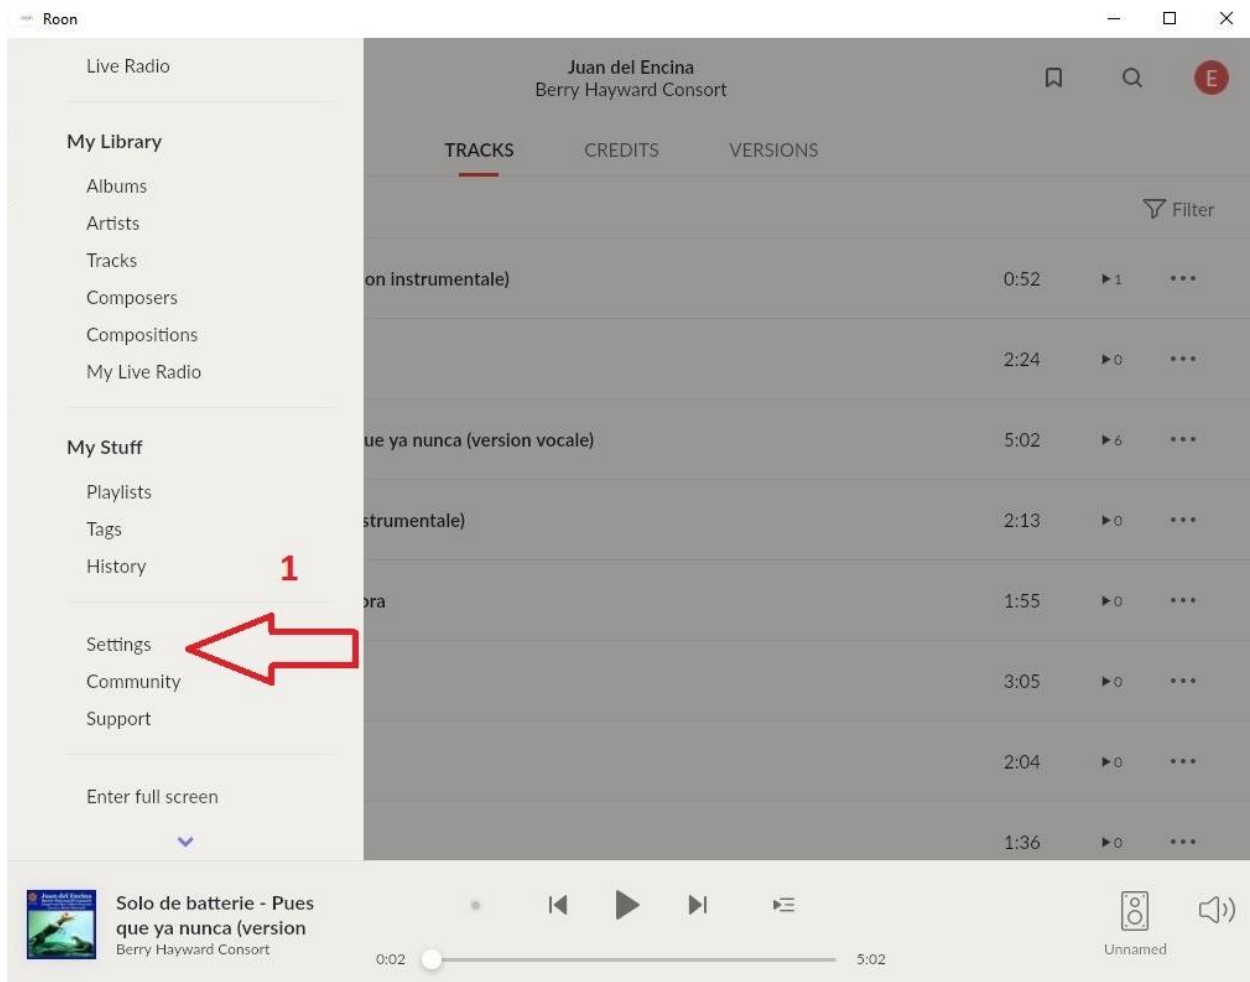 Roon
Live Radio
My Library
Albums
Artists
Tracks
Composers
Compositions
My Live Radio
My Stuff
Playlists
Tags
History
1
Settings
Community
Support
Enter full screen
Juan del Encina
Berry Hayward Consort
E
TRACKS CREDITS VERSIONS
Filter
on instrumentale) 0:52 1
2:24 0
ue ya nunca (version vocale) 5:02 6
strumentale) 2:13 0
ora 1:55 0
3:05 0
2:04 0
1:36 0
Juan del Encina
Solo de batterie - Pues
que ya nunca (version
Berry Hayward Consort
0:02 5:02
Unnamed